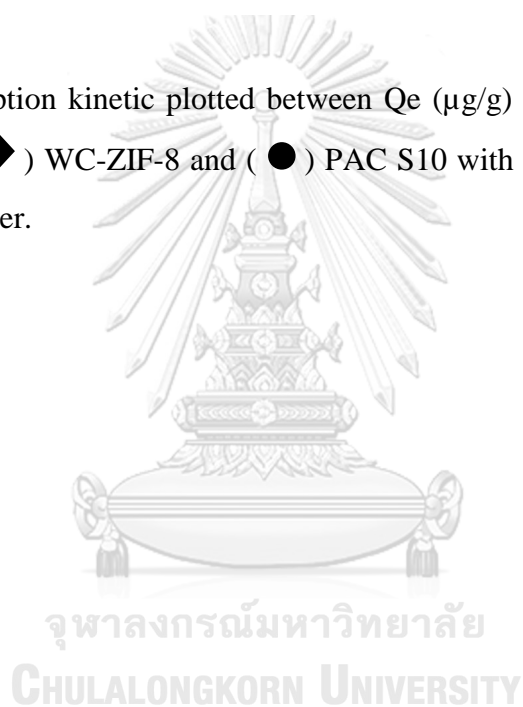 ption kinetic plotted between Qe (µg/g)
) WC-ZIF-8 and ( ● ) PAC S10 with
er.
จุฬาลงกรณ์มหาวิทยาลัย
CHULALONGKORN UNIVERSITY